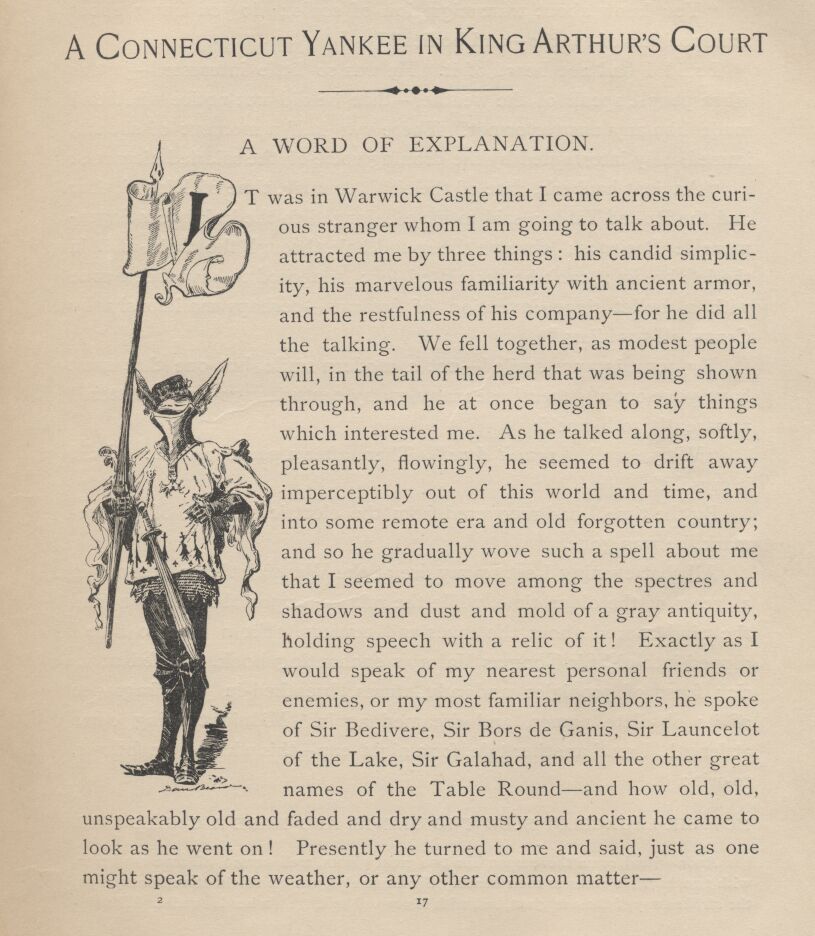 A CONNECTICUT YANKEE IN KING ARTHUR'S COURT
A WORD OF EXPLANATION.
IT was in Warwick Castle that I came across the curi-
ous stranger whom I am going to talk about. He
attracted me by three things: his candid simplic-
ity, his marvelous familiarity with ancient armor,
and the restfulness of his company—for he did all
the talking. We fell together, as modest people
will, in the tail of the herd that was being shown
through, and he at once began to say things
which interested me. As he talked along, softly,
pleasantly, flowingly, he seemed to drift away
imperceptibly out of this world and time, and
into some remote era and old forgotten country;
and so he gradually wove such a spell about me
that I seemed to move among the spectres and
shadows and dust and mold of a gray antiquity,
holding speech with a relic of it! Exactly as I
would speak of my nearest personal friends or
enemies, or my most familiar neighbors, he spoke
of Sir Bedivere, Sir Bors de Ganis, Sir Launcelot
of the Lake, Sir Galahad, and all the other great
names of the Table Round—and how old, old,
unspeakably old and faded and dry and musty and ancient he came to
look as he went on! Presently he turned to me and said, just as one
might speak of the weather, or any other common matter—
2 17